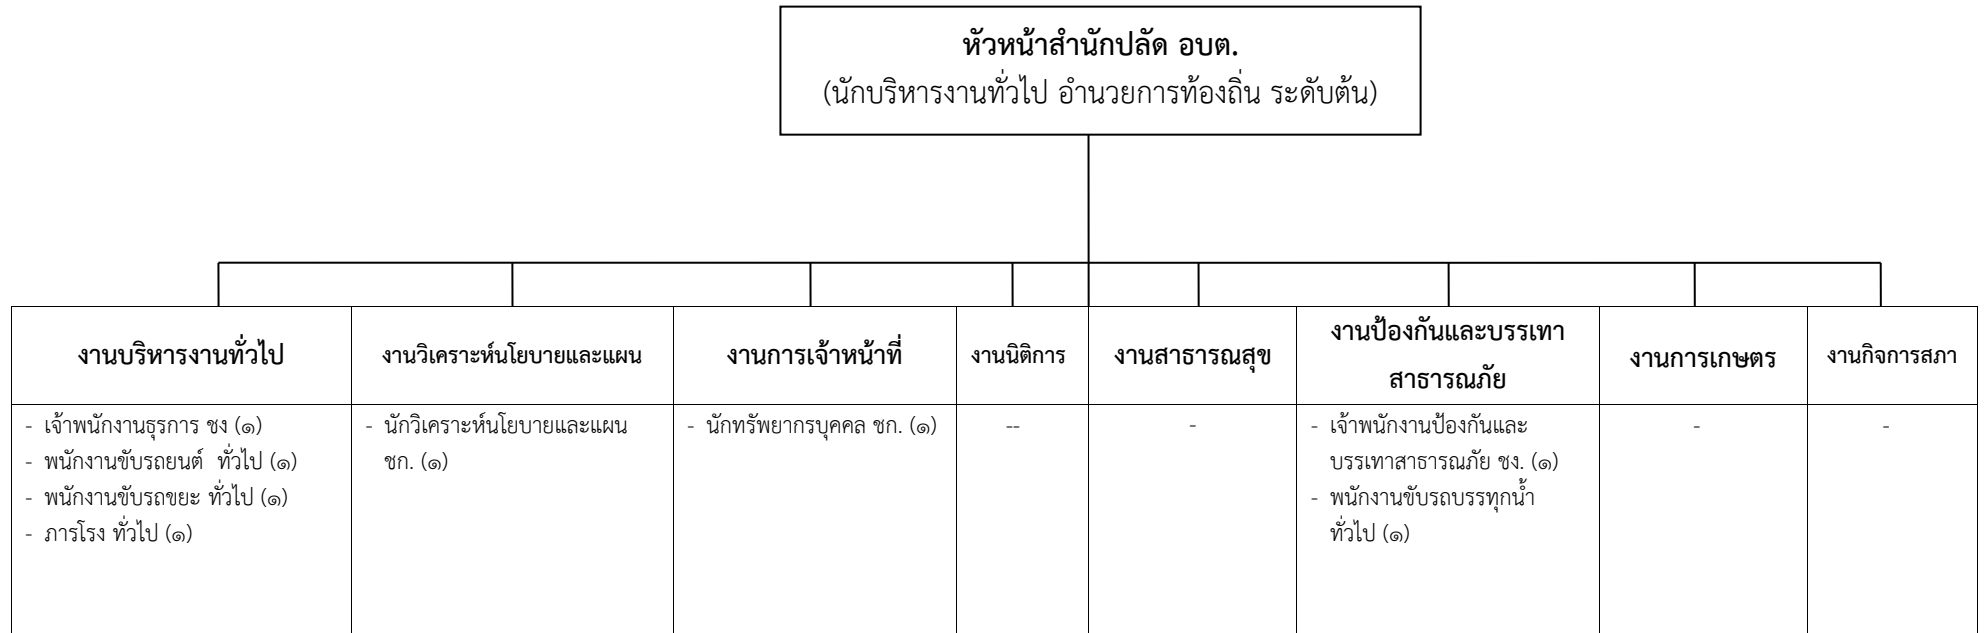 หัวหน้าสำนักปลัด อบต.
(นักบริหารงานทั่วไป อำนวยการท้องถิ่น ระดับต้น)
งานบริหารงานทั่วไป
งานวิเคราะห์นโยบายและแผน
งานการเจ้าหน้าที่
งานนิติการ
งานสาธารณสุข
งานป้องกันและบรรเทา
สาธารณภัย
งานการเกษตร
งานกิจการสภา
- เจ้าพนักงานธุรการ ชง (๑)
- พนักงานขับรถยนต์  ทั่วไป (๑)
- พนักงานขับรถขยะ ทั่วไป (๑)
- ภารโรง ทั่วไป (๑)
- นักวิเคราะห์นโยบายและแผน
ชก. (๑)
- นักทรัพยากรบุคคล ชก. (๑)
--
-
- เจ้าพนักงานป้องกันและ
บรรเทาสาธารณภัย ชง. (๑)
- พนักงานขับรถบรรทุกน้ำ
ทั่วไป (๑)
-
-